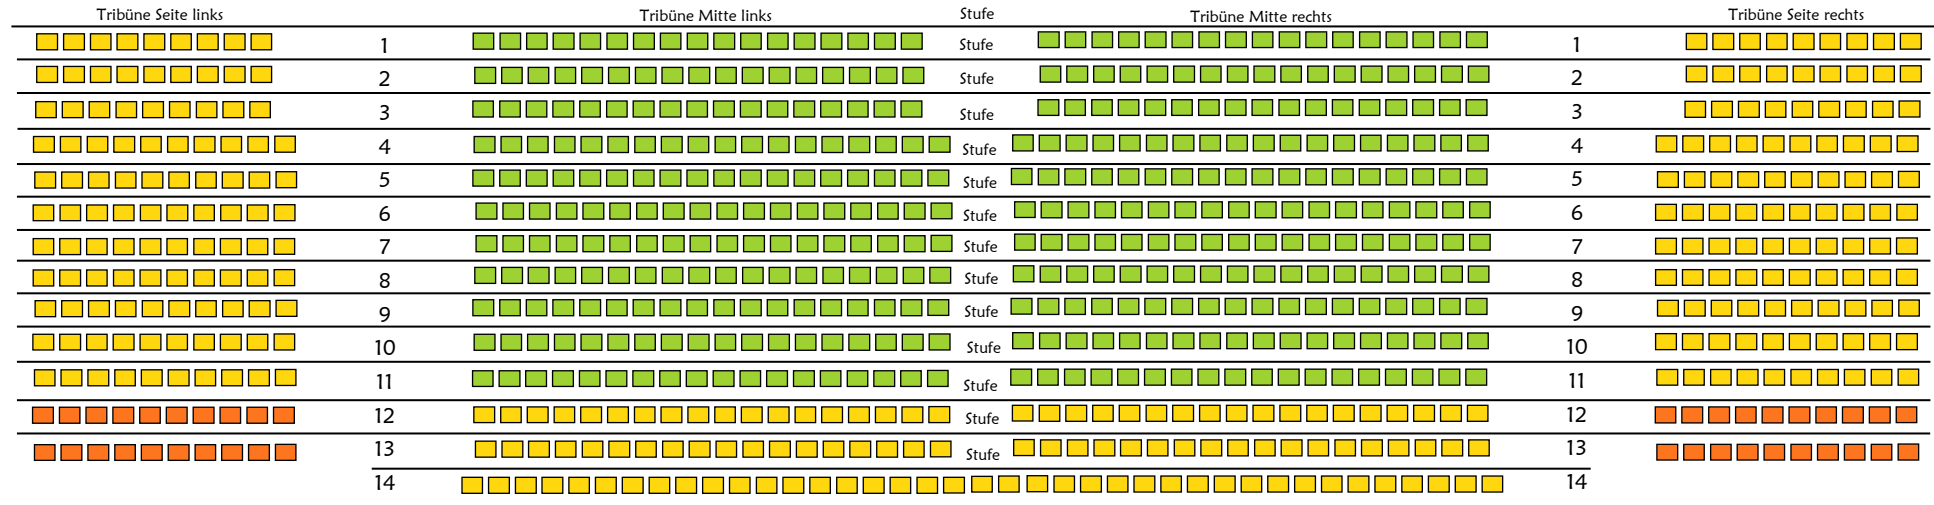 Tribüne Seite links Tribüne Mitte links Stufe Tribüne Mitte rechts Tribüne Seite rechts
1 Stufe 1
2 Stufe 2
3 Stufe 3
4 Stufe 4
5 Stufe 5
6 Stufe 6
7 Stufe 7
8 Stufe 8
9 Stufe 9
10 Stufe 10
11 Stufe 11
12 Stufe 12
13 Stufe 13
14 14